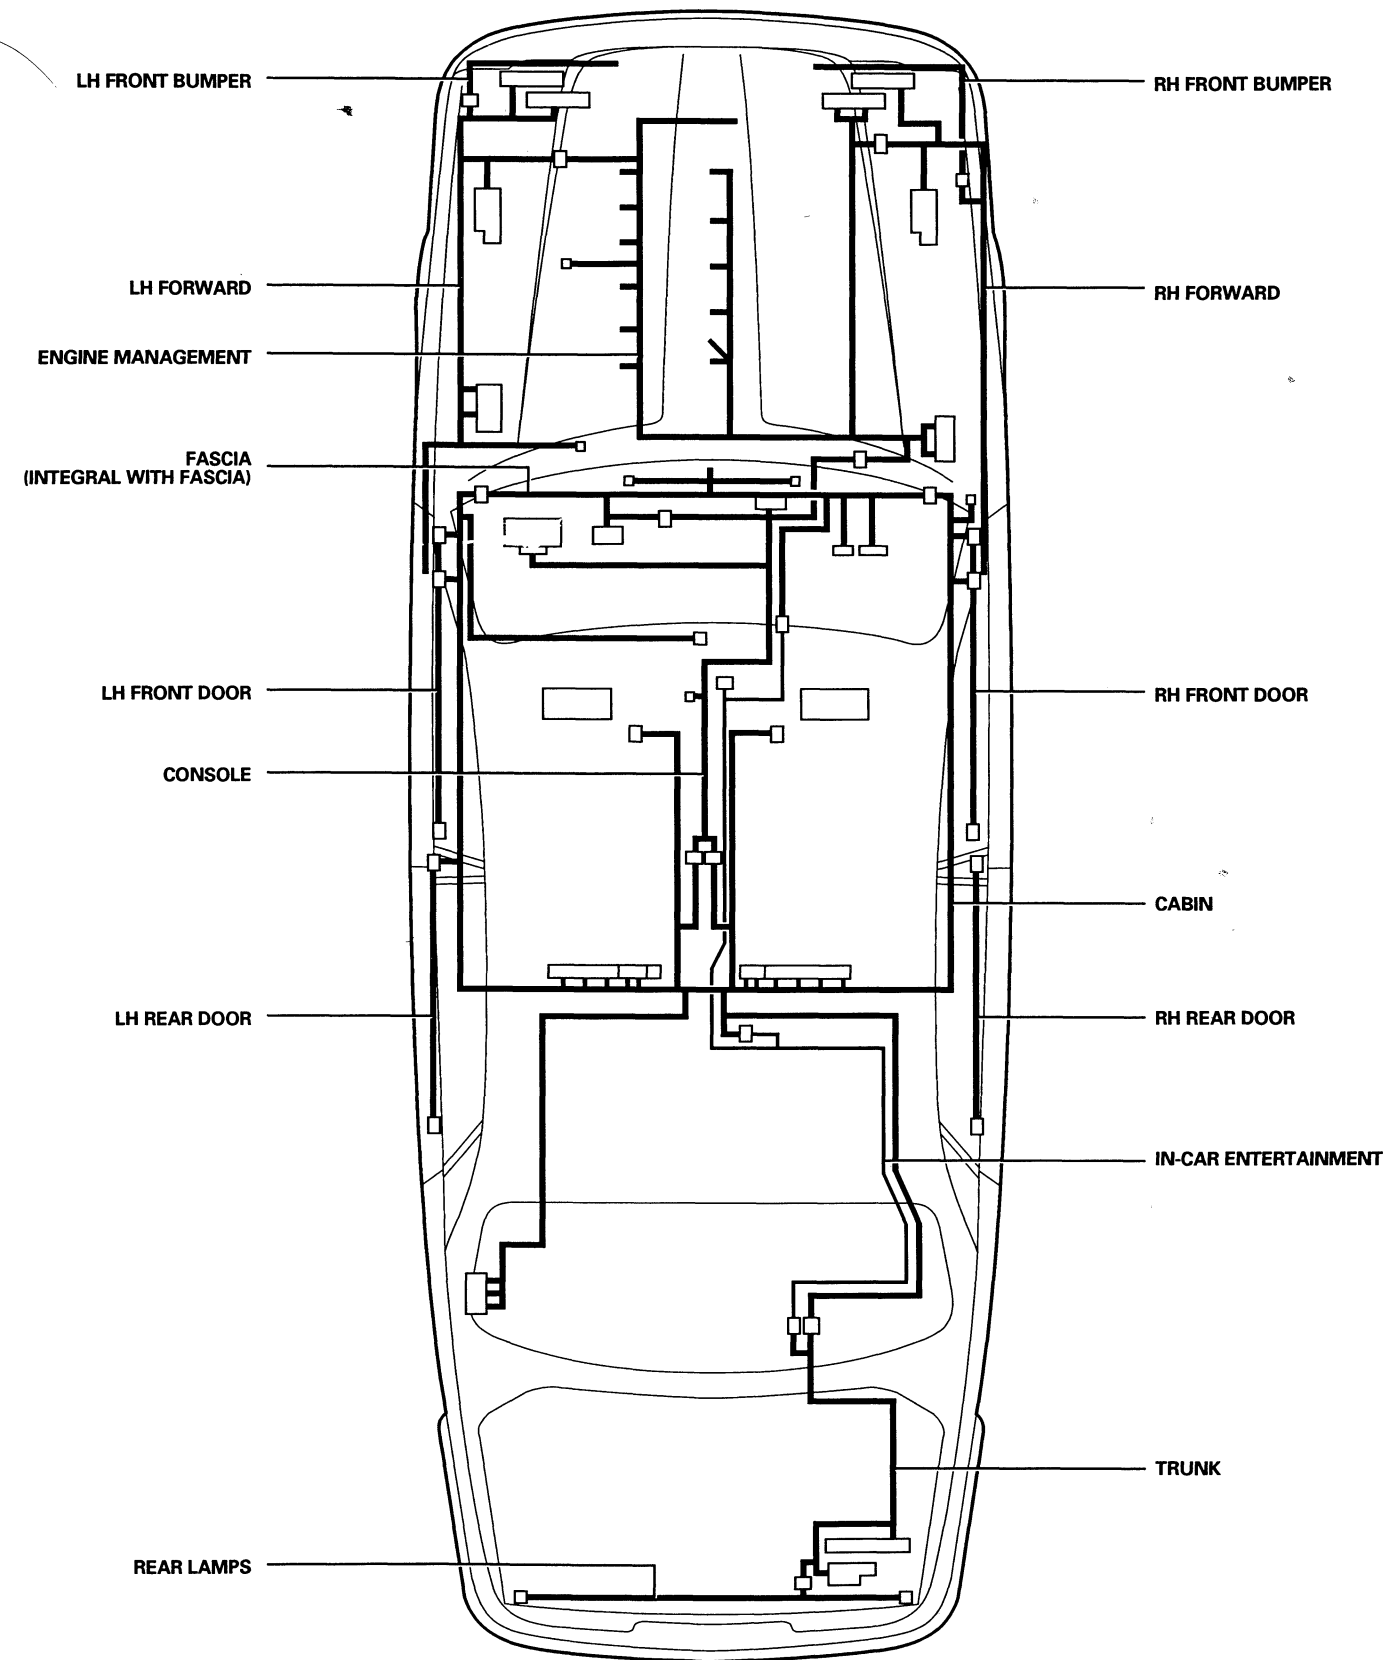 LH FRONT BUMPER
RH FRONT BUMPER
LH FORWARD
RH FORWARD
ENGINE MANAGEMENT
FASCIA
(INTEGRAL WITH FASCIA)
LH FRONT DOOR
RH FRONT DOOR
CONSOLE
CABIN
LH REAR DOOR
RH REAR DOOR
IN-CAR ENTERTAINMENT
TRUNK
REAR LAMPS